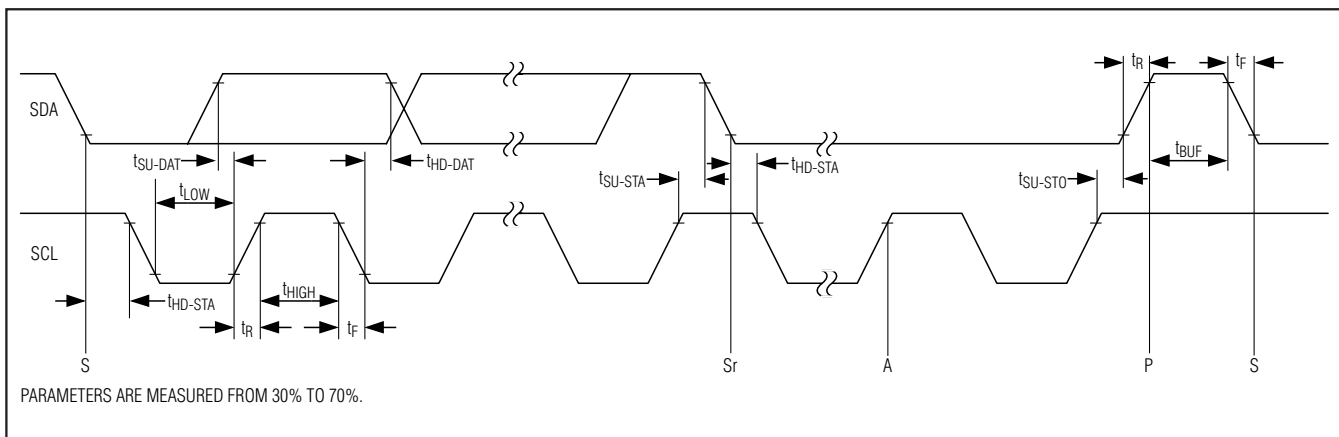 tR
tF
SDA
tBUF
tSU-DAT
tHD-DAT
tHD-STA
tSU-STA
tSU-STO
tLOW
SCL
tHIGH
tHD-STA
tR
tF
S
Sr
A
P
S
PARAMETERS ARE MEASURED FROM 30% TO 70%.